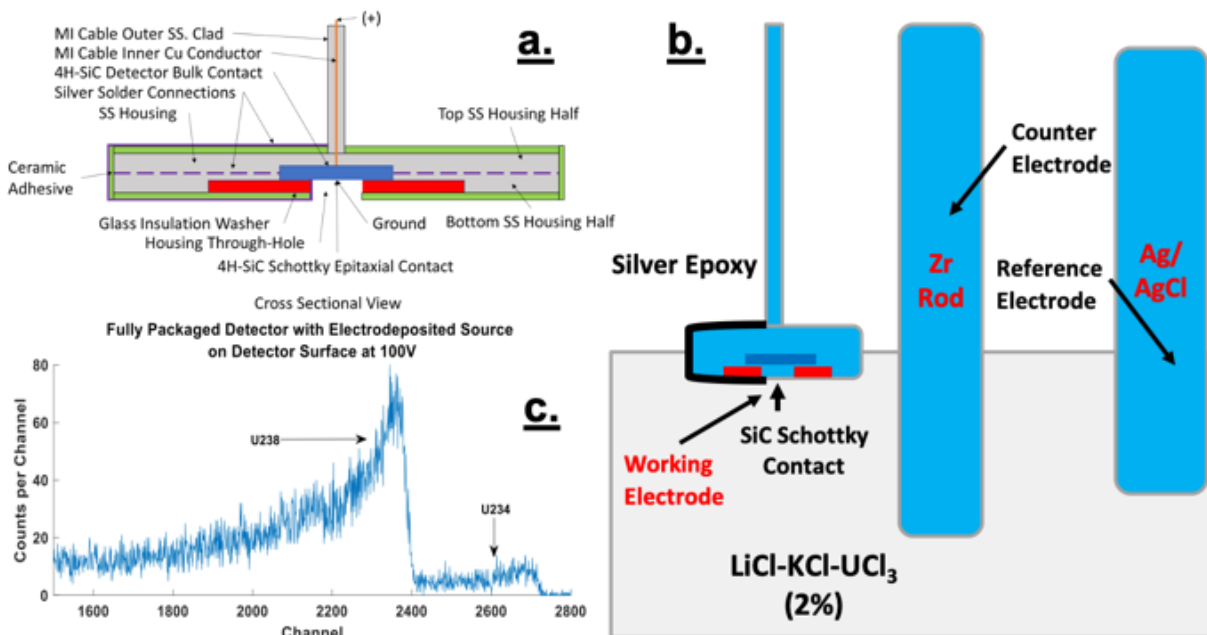 (+)
a.
MI Cable Outer SS. Clad
MI Cable Inner Cu Conductor
4H-SiC Detector Bulk Contact
Silver Solder Connections
SS Housing
Top SS Housing Half
Ceramic
Adhesive
Glass Insulation Washer
Housing Through-Hole
Ground
Bottom SS Housing Half
4H-SiC Schottky Epitaxial Contact
Cross Sectional View
Fully Packaged Detector with Electrodeposited Source
on Detector Surface at 100V
c.
Counts per Channel
80
60
40
20
0
U238
U234
1600
1800
2000
2200
2400
2600
2800
Channel
b.
Silver Epoxy
Counter
Electrode
Zr
Rod
Reference
Electrode
Ag/
AgCl
Working
Electrode
SiC Schottky
Contact
LiCl-KCl-UCl₃
(2%)